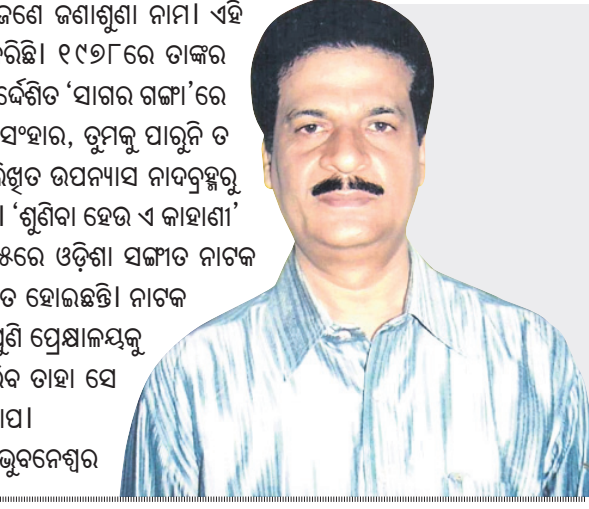 ଜଣେ ଜଣାଶୁଣା ନାମ। ଏହି
କରିଛି। ୧୯୭୮ରେ ତାଙ୍କର
ର୍ଦ୍ଦେଶିତ ‘ସାଗର ଗଙ୍ଗା’ରେ
ସଂହାର, ତୁମକୁ ପାରୁନି ତ
ଲିଖିତ ଉପନ୍ୟାସ ନାଦବ୍ରହ୍ମରୁ
। ‘ଶୁଣିବା ହେଉ ଏ କାହାଣୀ’
୫ରେ ଓଡ଼ିଶା ସଙ୍ଗୀତ ନାଟକ
ତ ହୋଇଛନ୍ତି। ନାଟକ
ପୁଣି ପ୍ରେକ୍ଷାଳୟକୁ
ତାହା ସେ
ାପ।
ଭୁବନେଶ୍ୱର